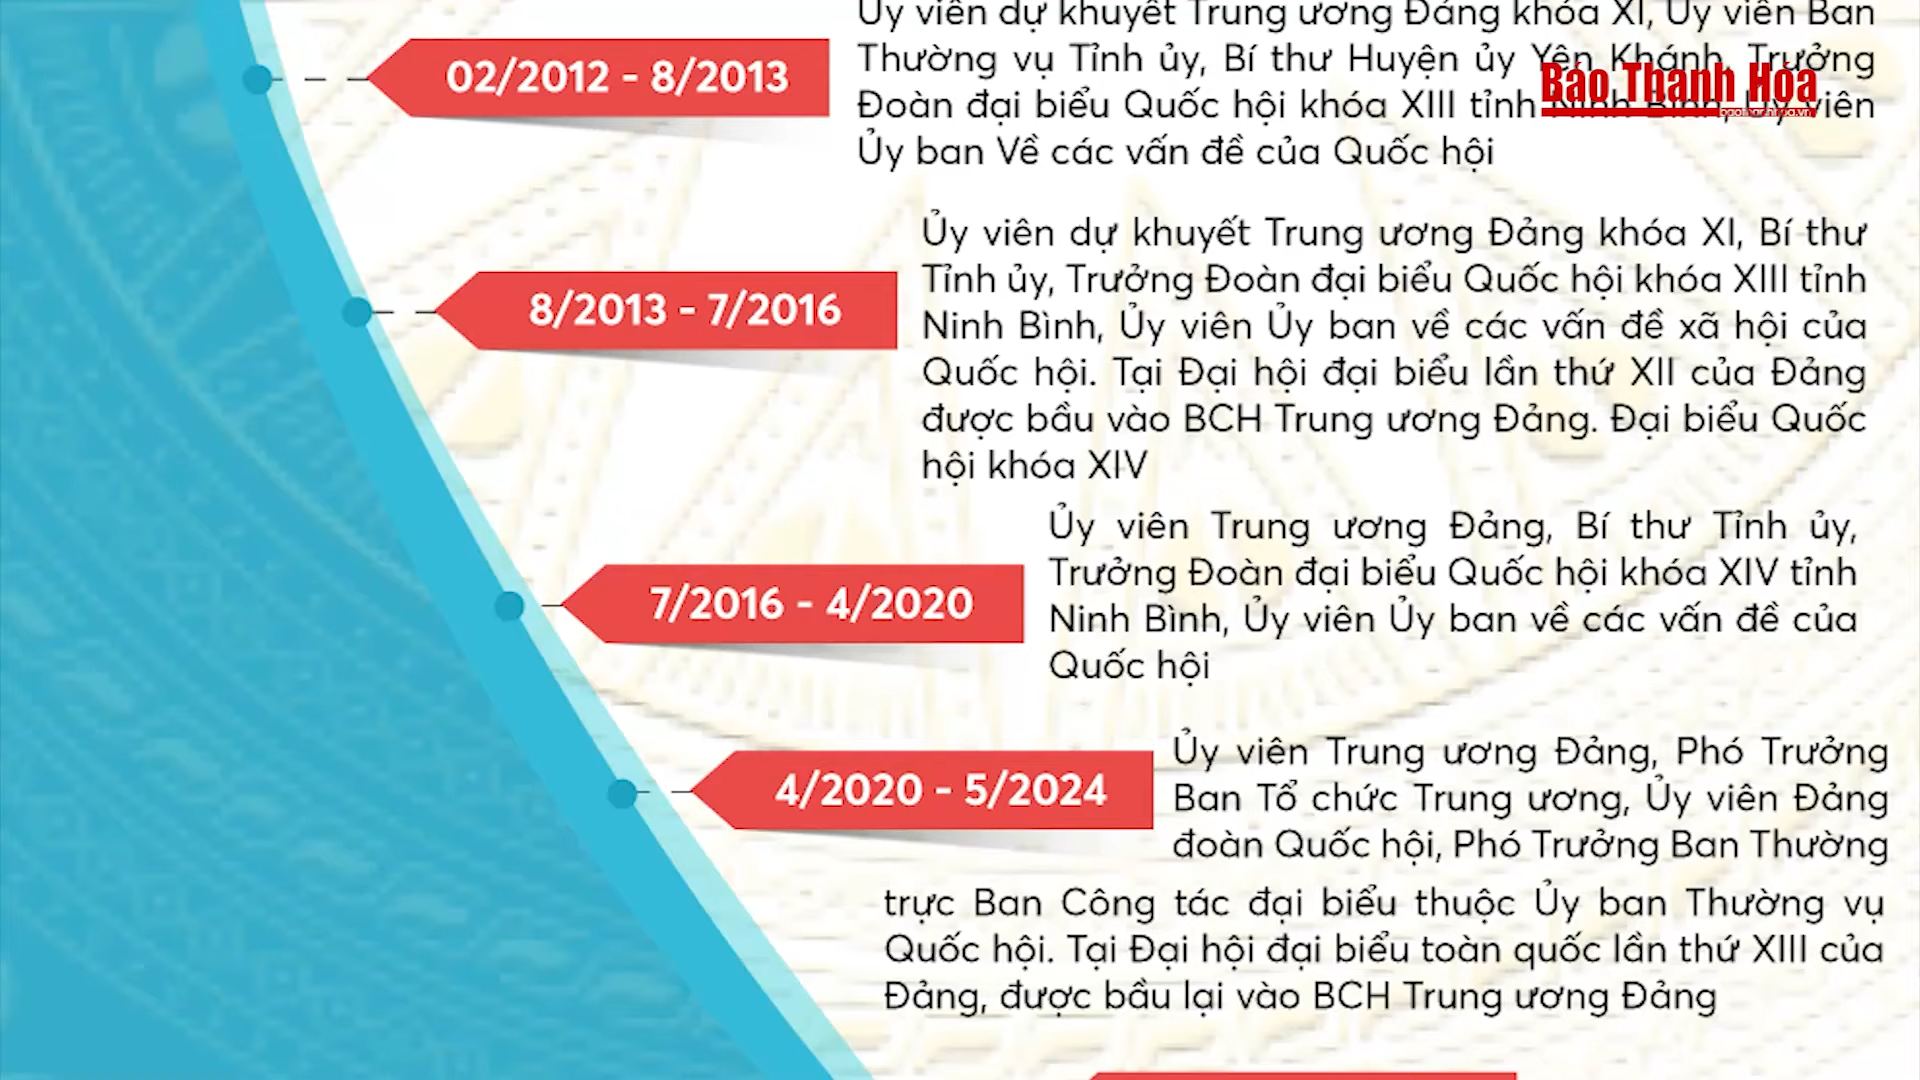 Ủy viên dự khuyết Trung ương Đảng khóa XI, Ủy viên Ban
02/2012 - 8/2013
Thường vụ Tỉnh ủy, Bí thư Huyện ủy Yên Khánh, Trưởng
Báo Thanh Hóa
baothanhhoa.vn
Đoàn đại biểu Quốc hội khóa XIII tỉnh Ninh Bình, Ủy viên
Ủy ban Về các vấn đề của Quốc hội
8/2013 - 7/2016
Ủy viên dự khuyết Trung ương Đảng khóa XI, Bí thư
Tỉnh ủy, Trưởng Đoàn đại biểu Quốc hội khóa XIII tỉnh
Ninh Bình, Ủy viên Ủy ban về các vấn đề xã hội của
Quốc hội. Tại Đại hội đại biểu lần thứ XII của Đảng
được bầu vào BCH Trung ương Đảng. Đại biểu Quốc
hội khóa XIV
7/2016 - 4/2020
Ủy viên Trung ương Đảng, Bí thư Tỉnh ủy,
Trưởng Đoàn đại biểu Quốc hội khóa XIV tỉnh
Ninh Bình, Ủy viên Ủy ban về các vấn đề của
Quốc hội
4/2020 - 5/2024
Ủy viên Trung ương Đảng, Phó Trưởng
Ban Tổ chức Trung ương, Ủy viên Đảng
đoàn Quốc hội, Phó Trưởng Ban Thường
trực Ban Công tác đại biểu thuộc Ủy ban Thường vụ
Quốc hội. Tại Đại hội đại biểu toàn quốc lần thứ XIII của
Đảng, được bầu lại vào BCH Trung ương Đảng